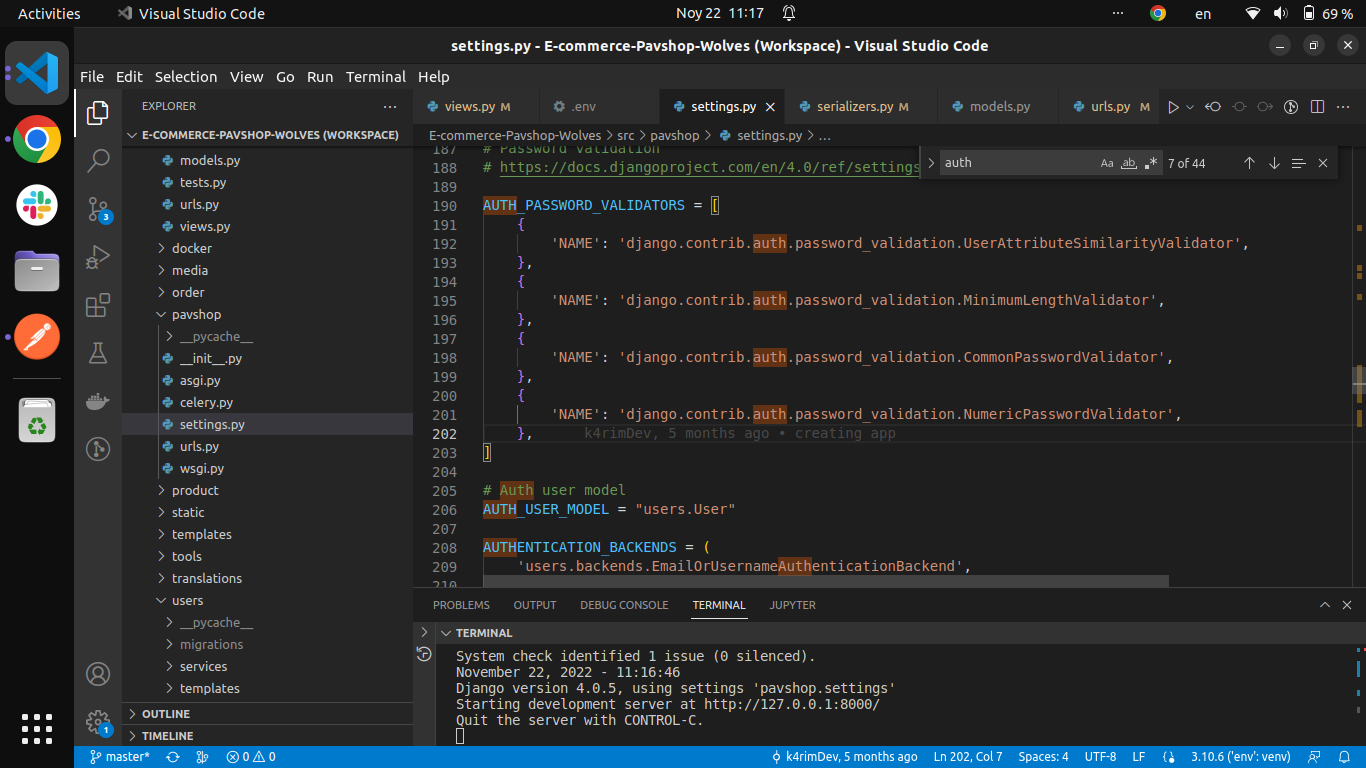 Activities
Visual Studio Code
Noy 22 11:17
en
69 %
settings.py - E-commerce-Pavshop-Wolves (Workspace) - Visual Studio Code
File Edit Selection View Go Run Terminal Help
EXPLORER
views.py M
.env
settings.py
serializers.py M
models.py
urls.py M
E-COMMERCE-PAVSHOP-WOLVES (WORKSPACE)
models.py
tests.py
urls.py
views.py
docker
media
order
pavshop
__pycache__
__init__.py
asgi.py
celery.py
settings.py
urls.py
wsgi.py
product
static
templates
tools
translations
users
__pycache__
migrations
services
templates
OUTLINE
TIMELINE
3
1
E-commerce-Pavshop-Wolves > src > pavshop > settings.py > ...
auth
Aa ab
7 of 44
187 # Password validation
188 # https://docs.djangoproject.com/en/4.0/ref/settings
189
190 AUTH_PASSWORD_VALIDATORS = [
191 {
192 'NAME': 'django.contrib.auth.password_validation.UserAttributeSimilarityValidator',
193 },
194 {
195 'NAME': 'django.contrib.auth.password_validation.MinimumLengthValidator',
196 },
197 {
198 'NAME': 'django.contrib.auth.password_validation.CommonPasswordValidator',
199 },
200 {
201 'NAME': 'django.contrib.auth.password_validation.NumericPasswordValidator',
202 }, k4rimDev, 5 months ago • creating app
203 ]
204
205 # Auth user model
206 AUTH_USER_MODEL = "users.User"
207
208 AUTHENTICATION_BACKENDS = (
209 'users.backends.EmailOrUsernameAuthenticationBackend',
210
PROBLEMS OUTPUT DEBUG CONSOLE TERMINAL JUPYTER
TERMINAL
System check identified 1 issue (0 silenced).
November 22, 2022 - 11:16:46
Django version 4.0.5, using settings 'pavshop.settings'
Starting development server at http://127.0.0.1:8000/
Quit the server with CONTROL-C.
master* 0 0 k4rimDev, 5 months ago Ln 202, Col 7 Spaces: 4 UTF-8 LF 3.10.6 ('env': venv)